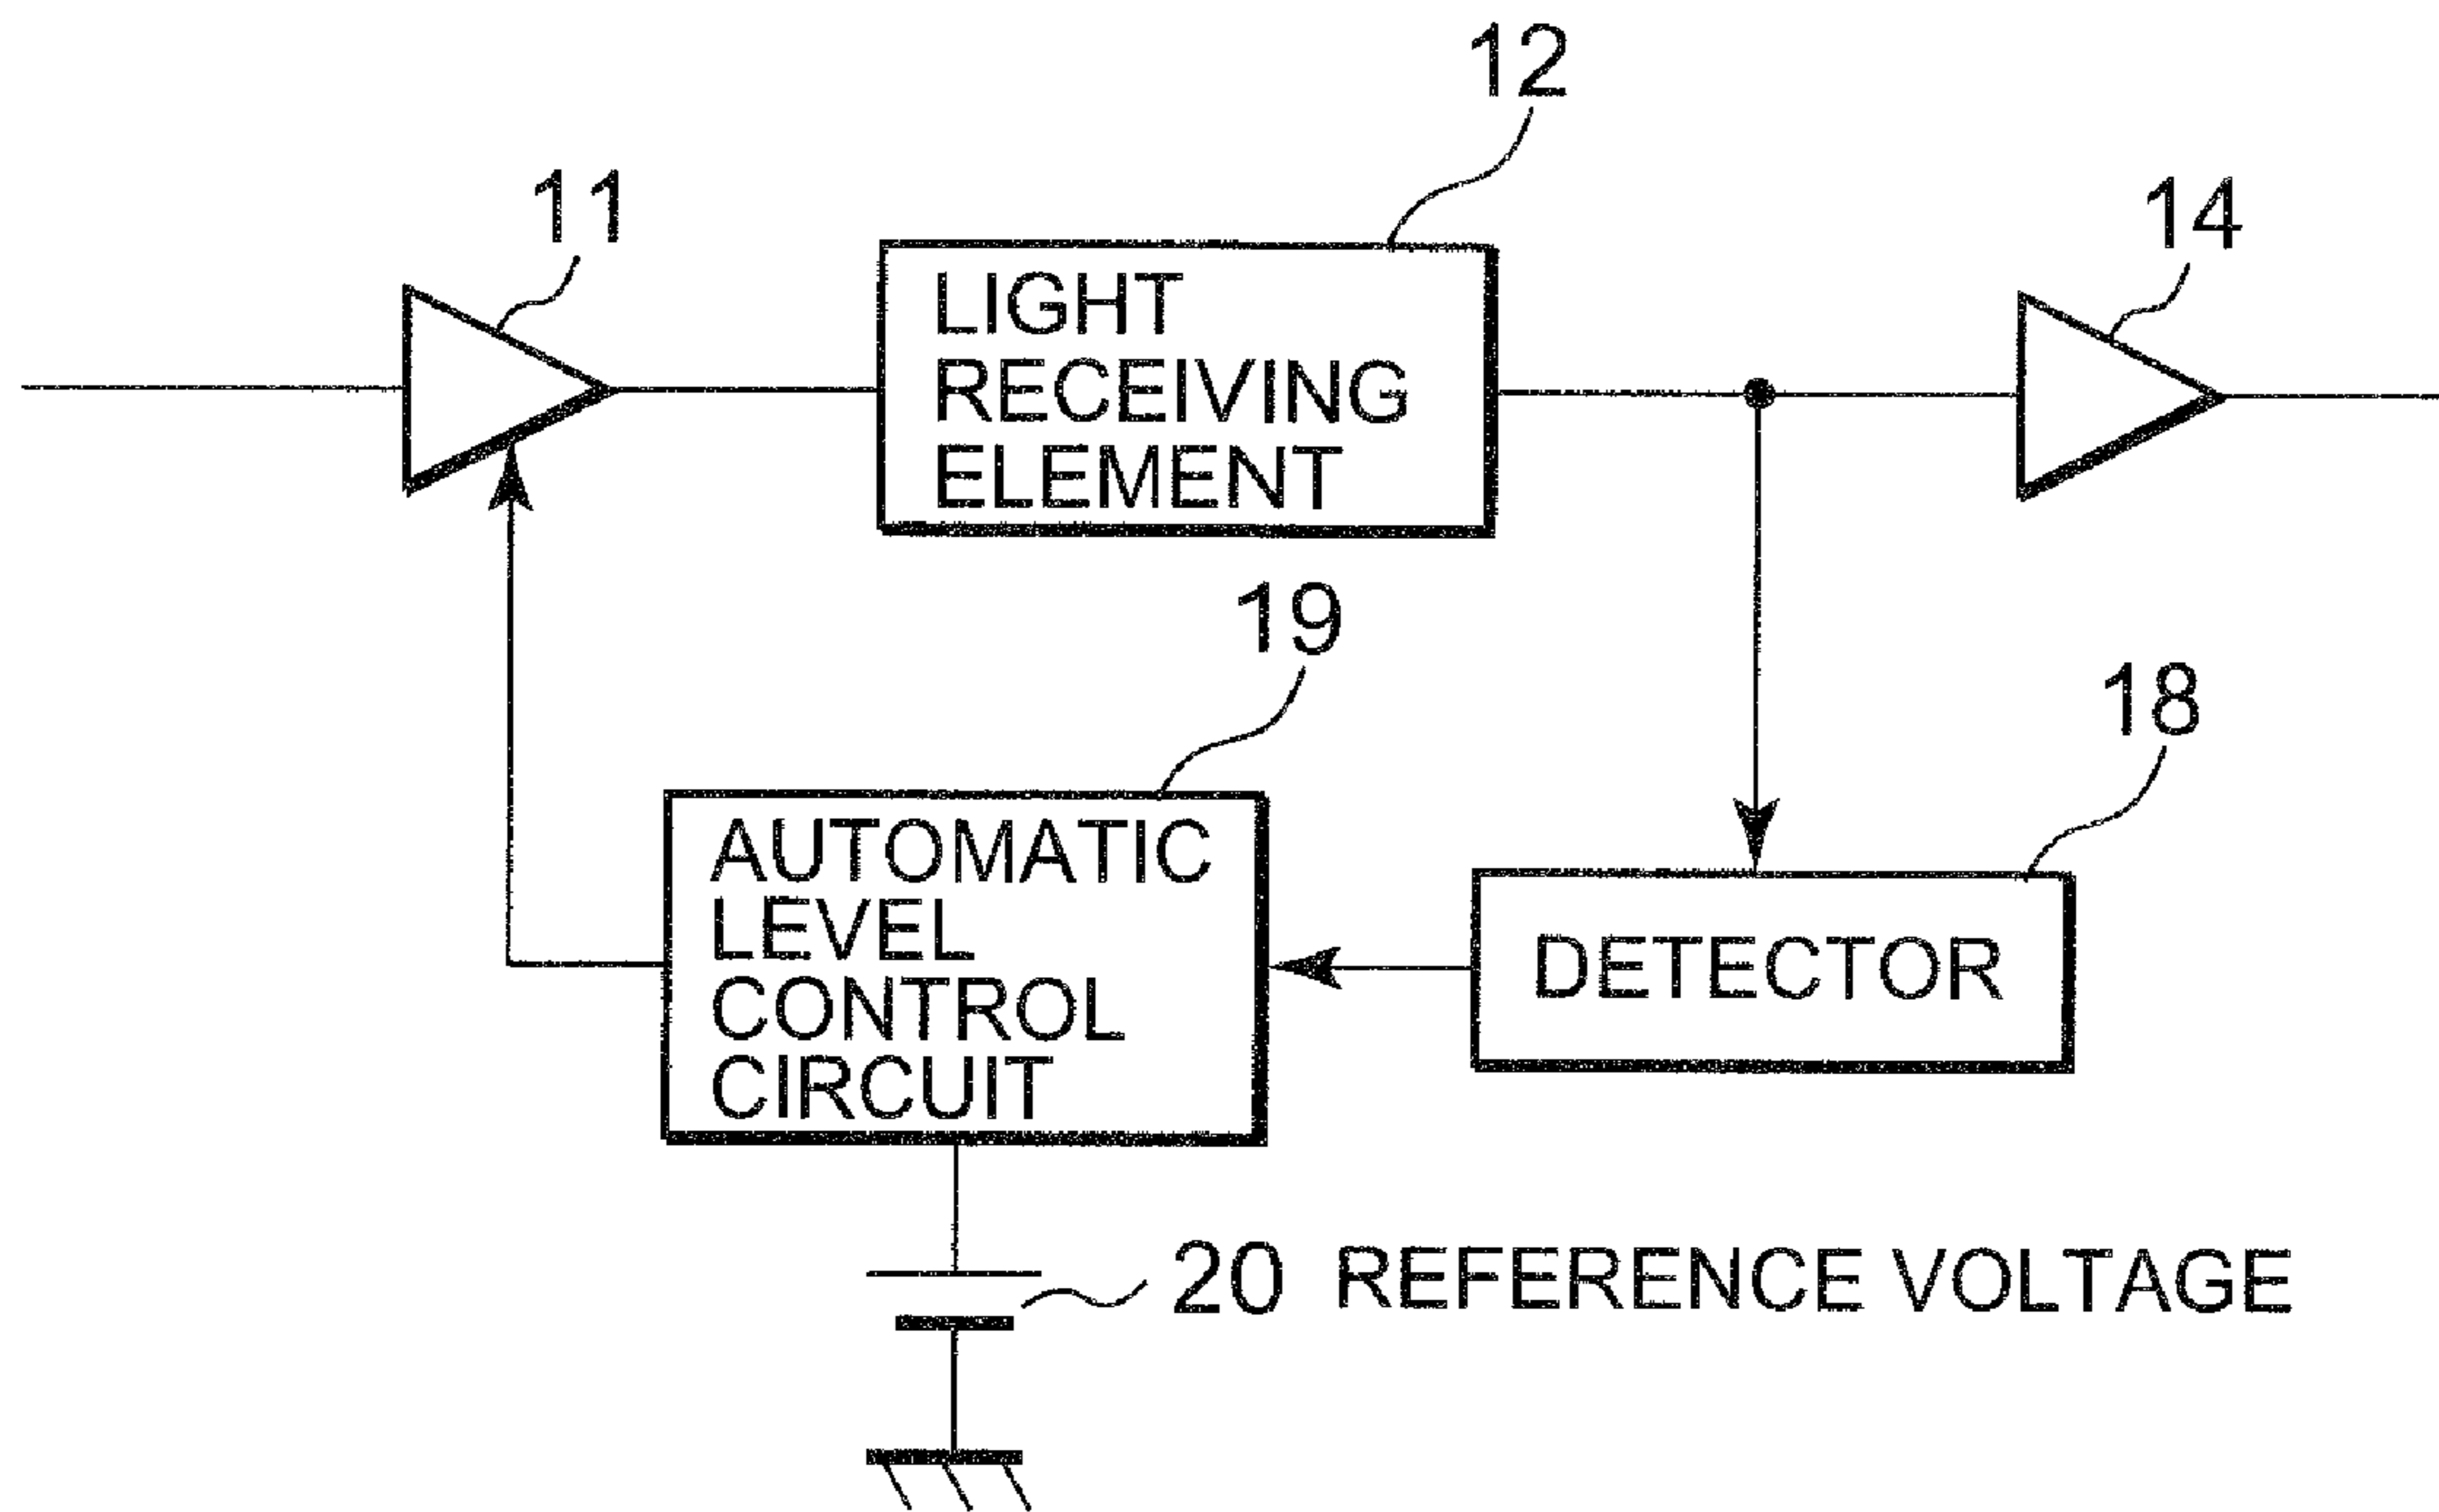 12
11
14
LIGHT
RECEIVING
ELEMENT
19
18
AUTOMATIC
LEVEL
CONTROL
CIRCUIT
DETECTOR
20 REFERENCE VOLTAGE